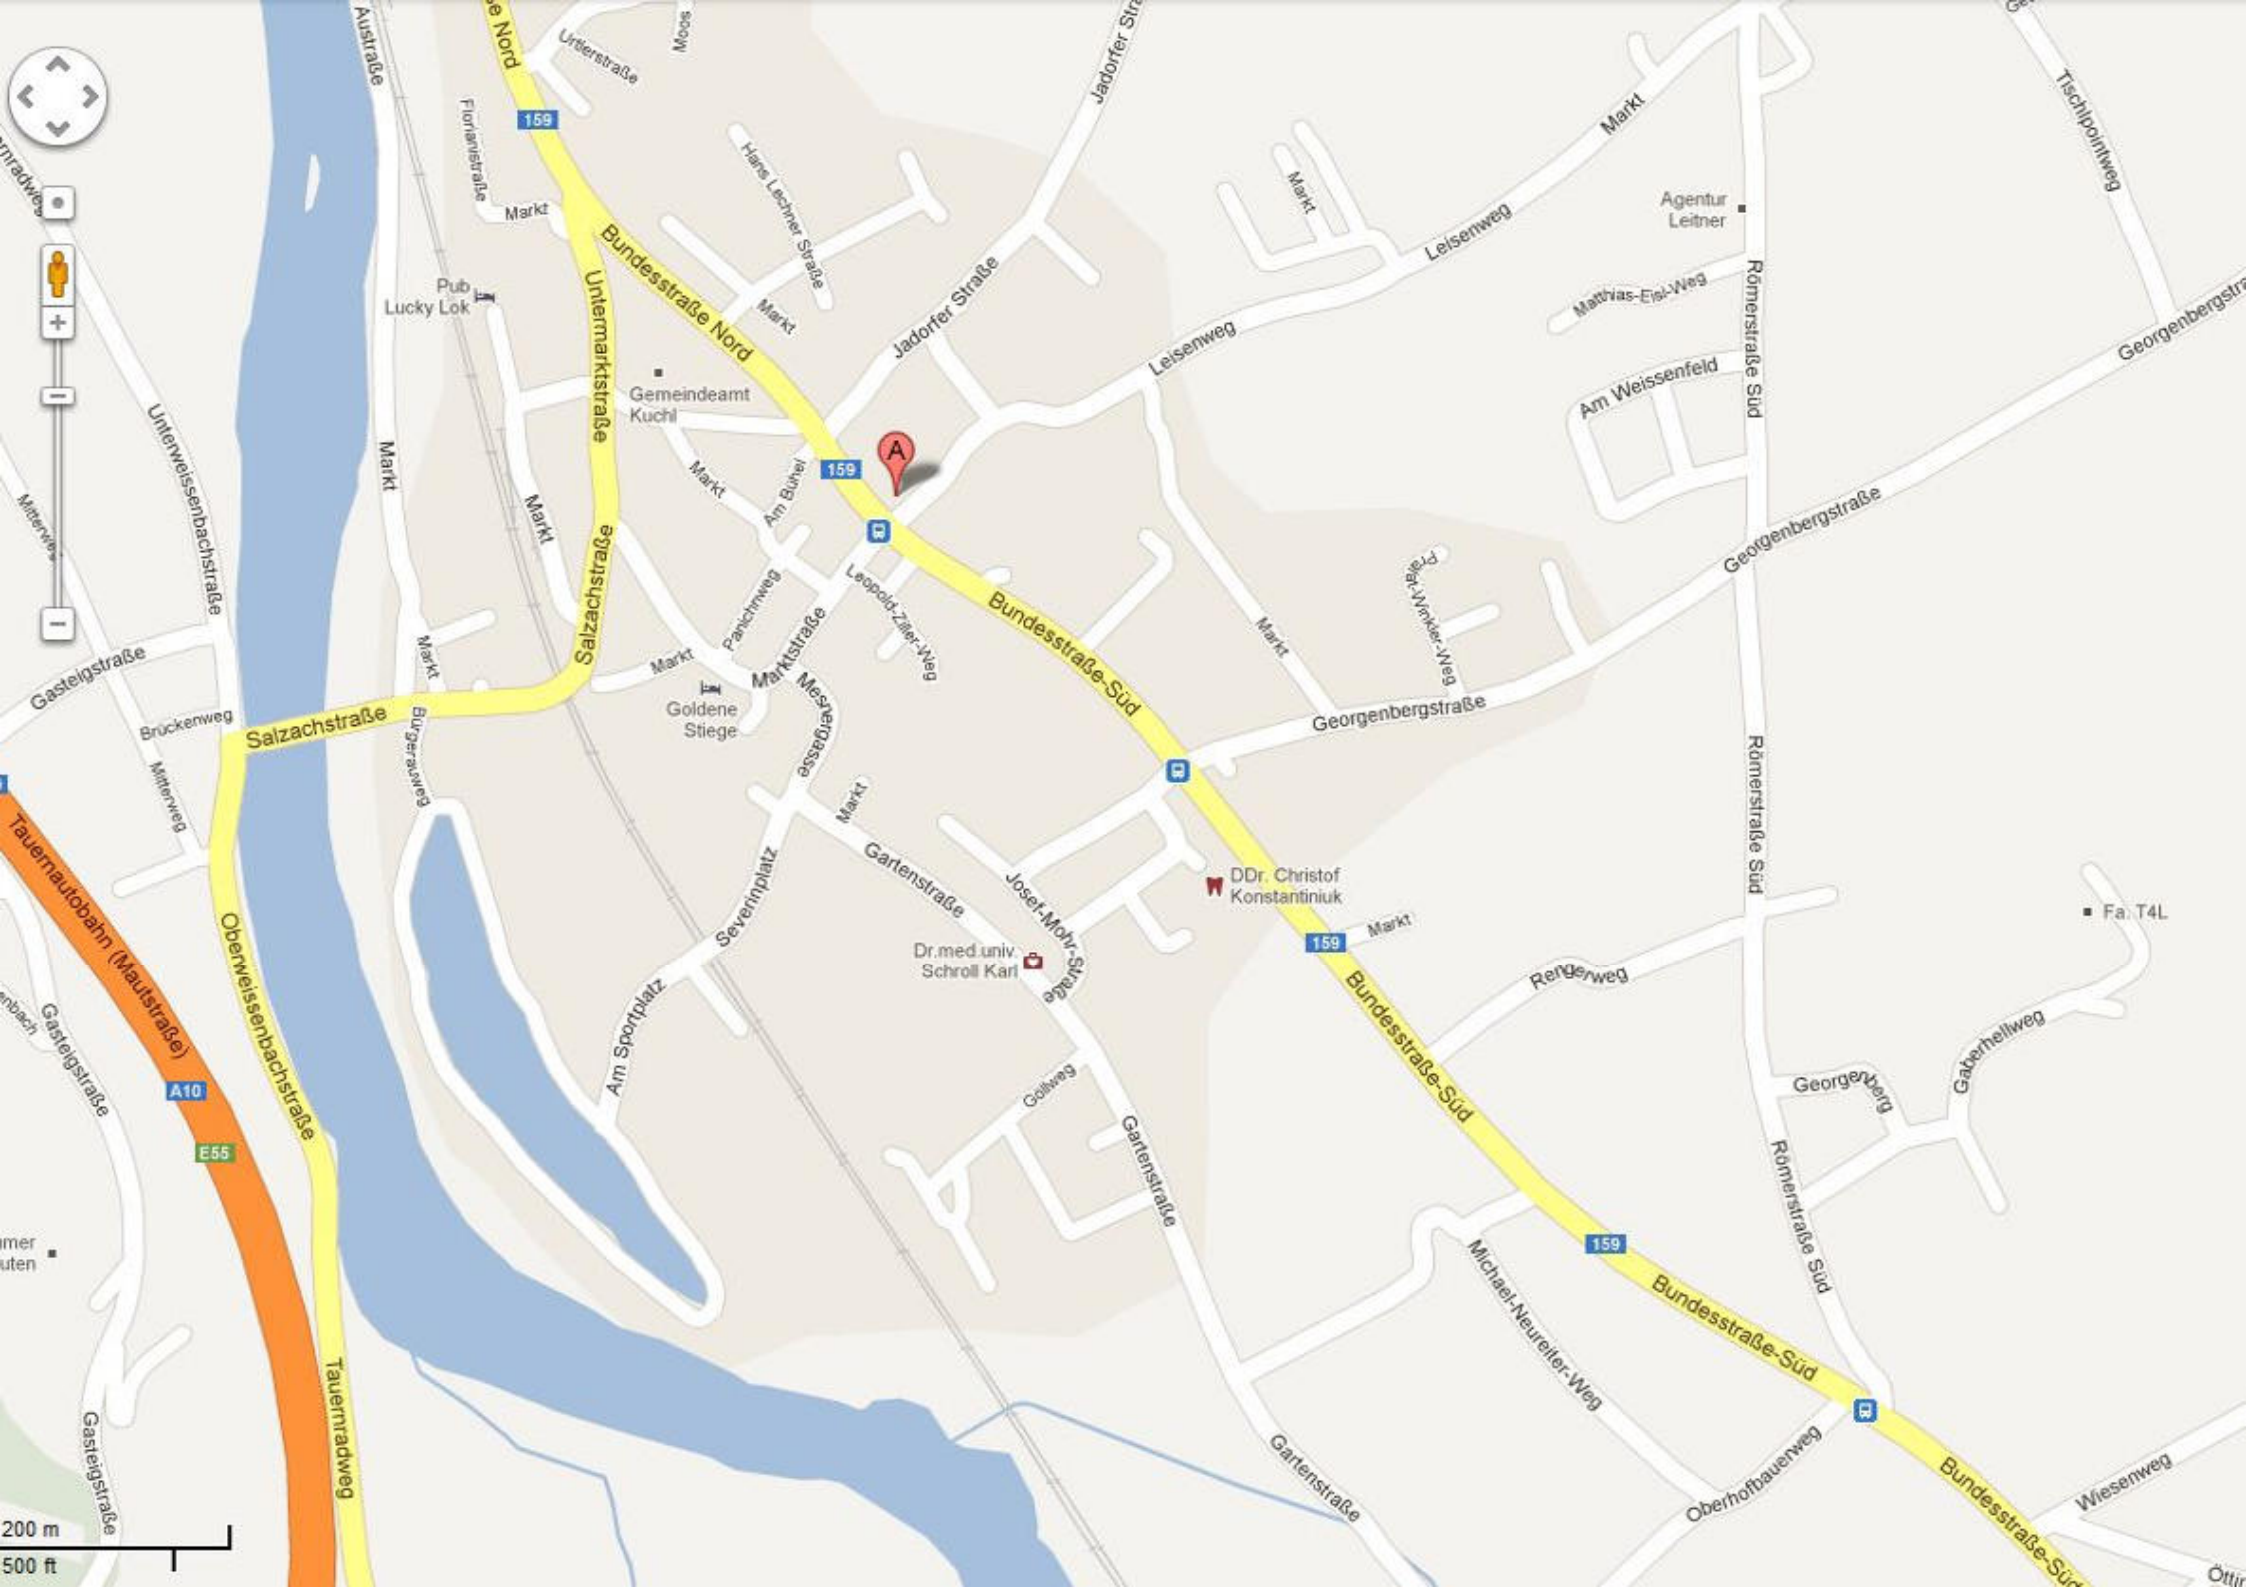 Austraße
Moos
Jadorfer Stra
Urtlerstraße
159
Florianistraße
Markt
Hans Lechner Straße
Markt
Markt
Tischlpointweg
Agentur
Leitner
Leisenweg
Bundesstraße Nord
Pub
Lucky Lok
Untermarktstraße
Markt
Jadorfer Straße
Leisenweg
Matthias-Eisl-Weg
Römerstraße Süd
Georgenbergstra
Gemeindeamt
Kuchl
Am Weissenfeld
Unterweissenbachstraße
Markt
Markt
Markt
Am Bühel
159
A
Georgenbergstraße
Salzachstraße
Panichweg
Leopold-Ziller-Weg
Bundesstraße-Süd
Markt
Prälat-Winkler-Weg
Gasteigstraße
Markt
Markt
Marktstraße
Goldene
Stiege
Mesnergasse
Georgenbergstraße
Brückenweg
Salzachstraße
Bürgerauweg
Mitterweg
Römerstraße Süd
Tauernautobahn (Mautstraße)
Markt
Gartenstraße
Severinplatz
Josef-Mohr-Straße
DDr. Christof
Konstantiniuk
159
Markt
Fa. T4L
Dr.med.univ.
Schroll Karl
Oberweissenbachstraße
Am Sportplatz
Rengerweg
Bundesstraße-Süd
Gasteigstraße
A10
E55
Göllweg
Gartenstraße
Georgenberg
Gaberhellweg
Römerstraße Süd
159
Michael-Neureiter-Weg
Bundesstraße-Süd
Tauernradweg
Gasteigstraße
Gartenstraße
Oberhofbauerweg
Wiesenweg
Bundesstraße-Süd
200 m
500 ft